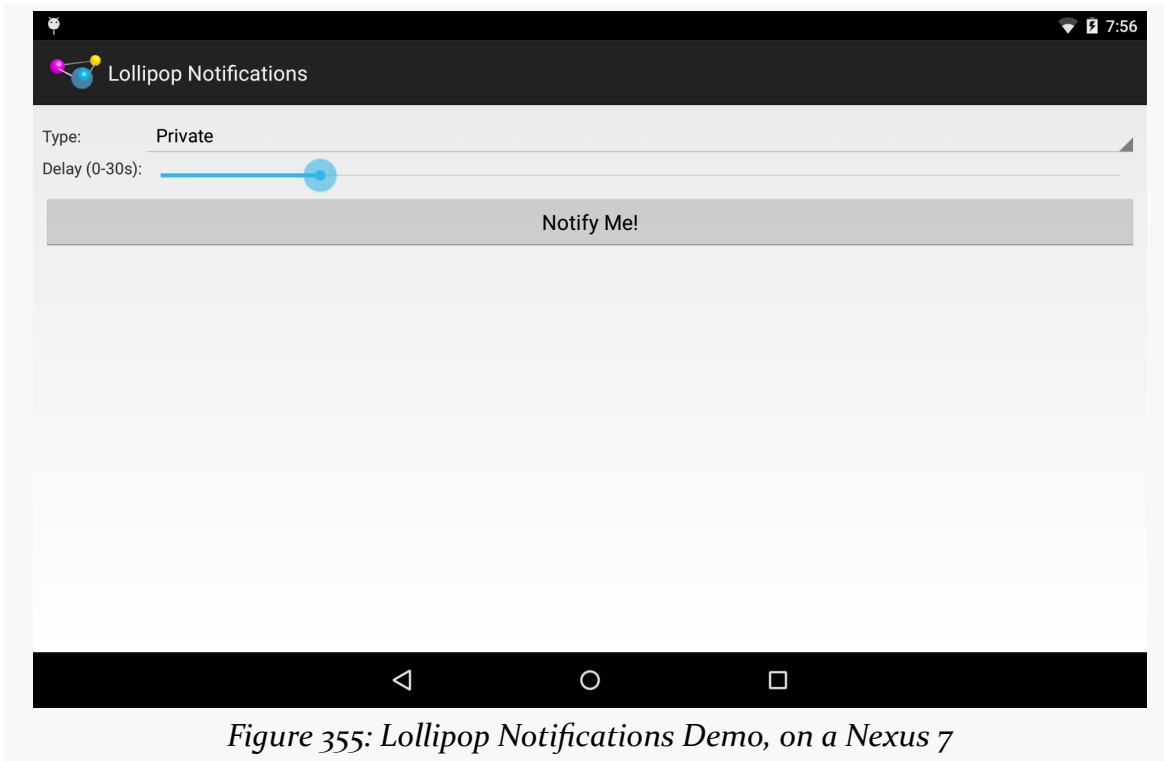 7:56
Lollipop Notifications
Type: Private
Delay (0-30s):
Notify Me!
Figure 355: Lollipop Notifications Demo, on a Nexus 7